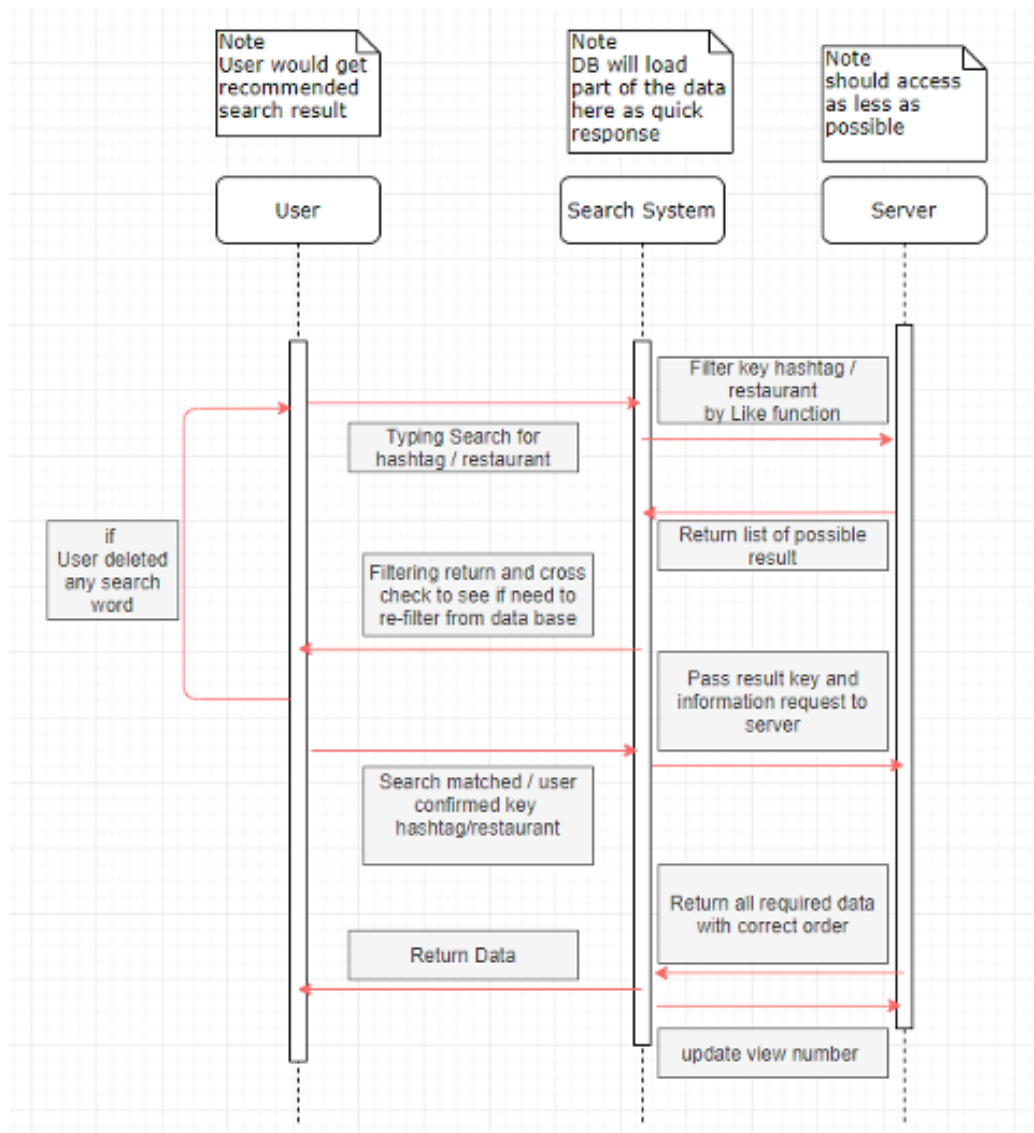 Note
User would get
recommended
search result
Note
DB will load
part of the data
here as quick
response
Note
should access
as less as
possible
User
Search System
Server
Filter key hashtag /
restaurant
by Like function
Typing Search for
hashtag / restaurant
Return list of possible
result
if
User deleted
any search
word
Filtering return and cross
check to see if need to
re-filter from data base
Pass result key and
information request to
server
Search matched / user
confirmed key
hashtag/restaurant
Return all required data
with correct order
Return Data
update view number